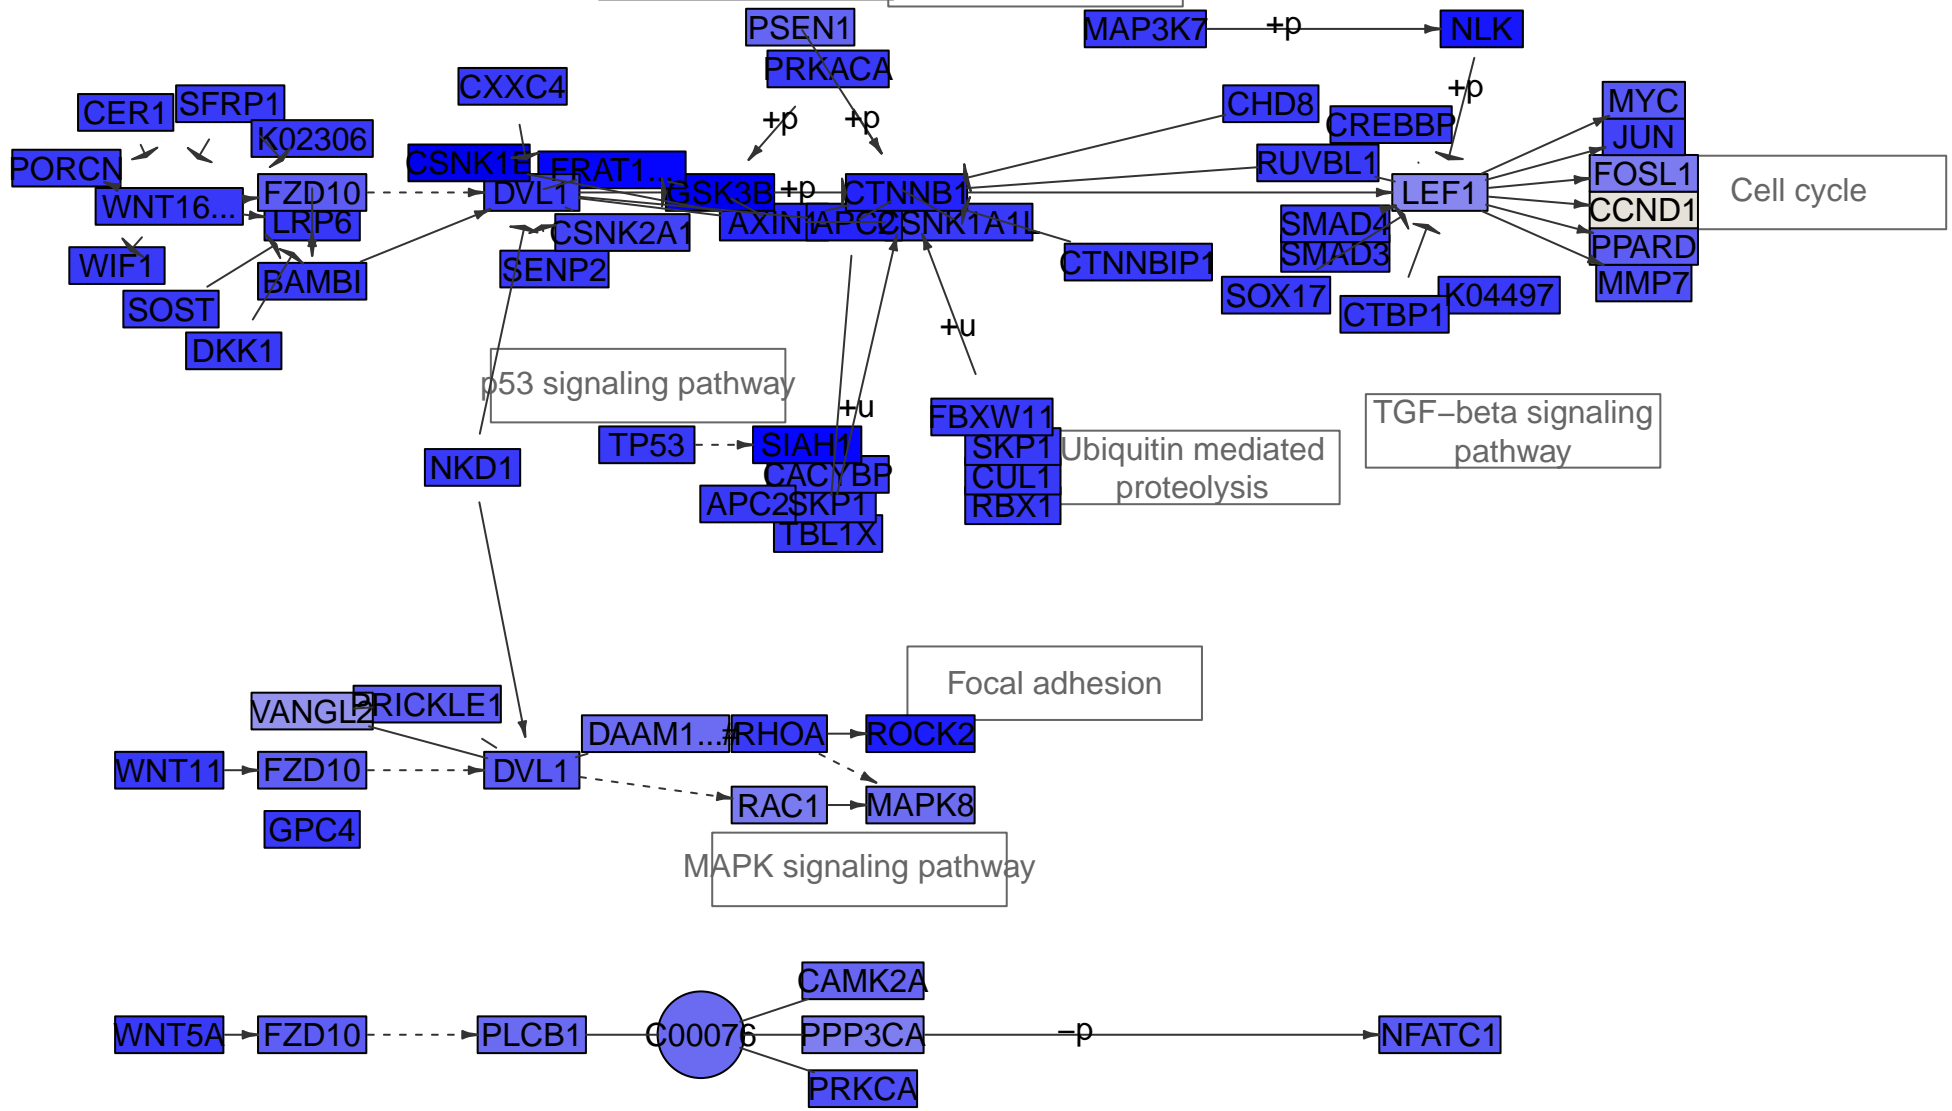 PSEN1
MAP3K7
+p
NLK
PRKACA
CXXC4
CER1
SFRP1
K02306
PORCN
WNT16...
FZD10
LRP6
WIF1
BAMBI
SOST
DKK1
+p
+p
CHD8
CREBBP
+p
MYC
JUN
FOSL1
CCND1
PPARD
MMP7
Cell cycle
CSNK1E
FRAT1...
DVL1
GSK3B
+p
CTNNB1
RUVBL1
LEF1
AXIN1
APC2
CSNK1A1L
CSNK2A1
SENP2
SMAD4
SMAD3
CTNNBIP1
SOX17
K04497
CTBP1
+u
p53 signaling pathway
+u
FBXW11
TGF−beta signaling
pathway
TP53
SIAH1
SKP1
Ubiquitin mediated
proteolysis
NKD1
CACYBP
CUL1
APC2
SKP1
RBX1
TBL1X
Focal adhesion
VANGL2
PRICKLE1
DAAM1...#
RHOA
ROCK2
WNT11
FZD10
DVL1
RAC1
MAPK8
GPC4
MAPK signaling pathway
CAMK2A
WNT5A
FZD10
PLCB1
C00076
PPP3CA
−p
NFATC1
PRKCA